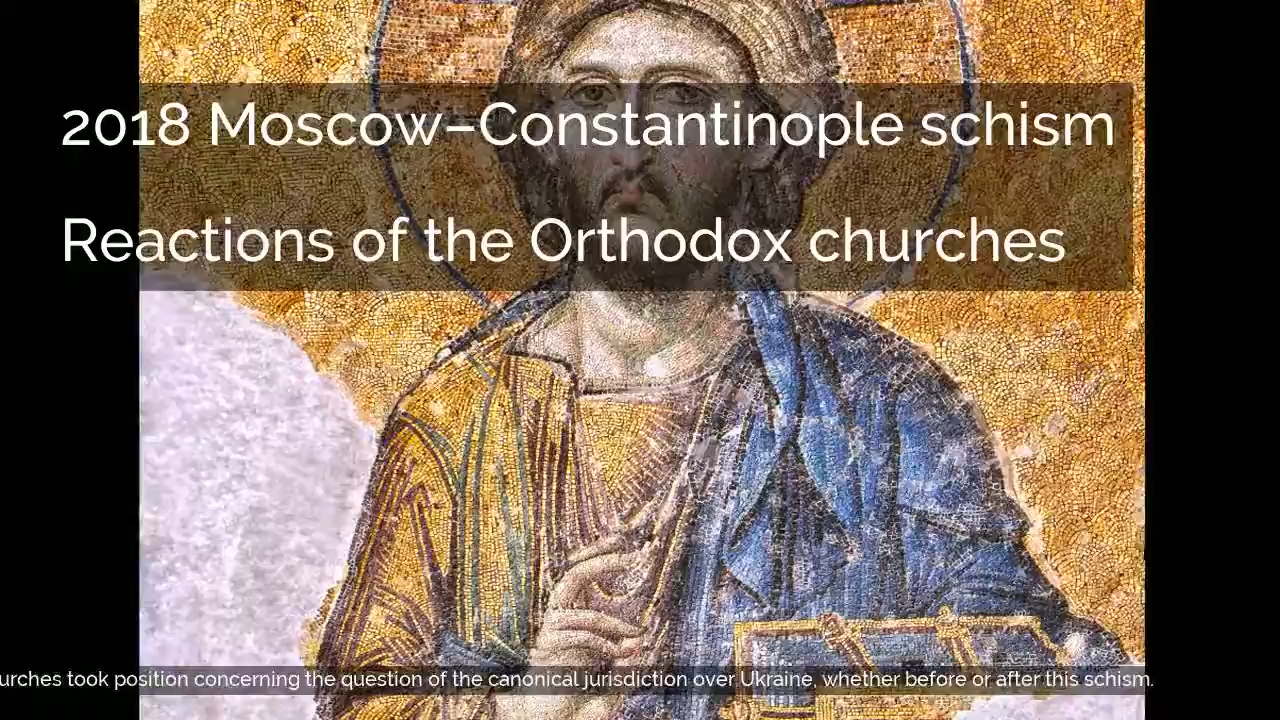 2018 Moscow–Constantinople schism
Reactions of the Orthodox churches
took position concerning the question of the canonical jurisdiction over Ukraine, whether before or after this schism.